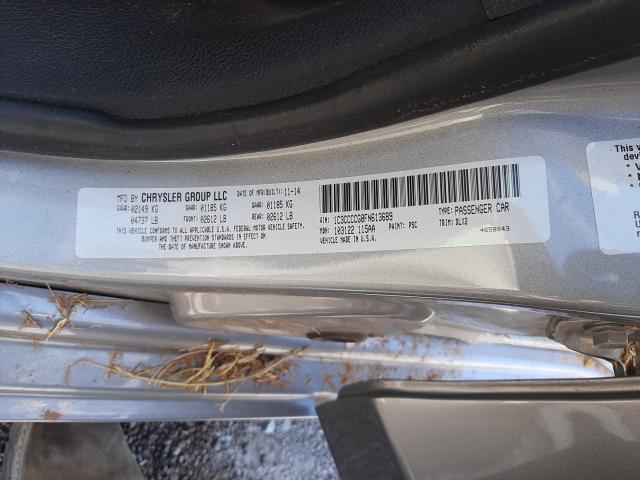 MFD BY CHRYSLER GROUP LLC DATE OF MFR(BUILT): 11-14
GVWR: GAWR: FRONT GAWR: REAR
02149 KG 01185 KG 01185 KG
04737 LB 02612 LB 02612 LB
THIS VEHICLE CONFORMS TO ALL APPLICABLE U.S.A. FEDERAL MOTOR VEHICLE SAFETY,
BUMPER AND THEFT PREVENTION STANDARDS IN EFFECT ON
THE DATE OF MANUFACTURE SHOWN ABOVE.
VIN: 1C3CCCCG8FN613689 TYPE: PASSENGER CAR
MDH: 103122 115AA PAINT: PSC TRIM: DLX2
VEHICLE MADE IN U.S.A. 4658843
This